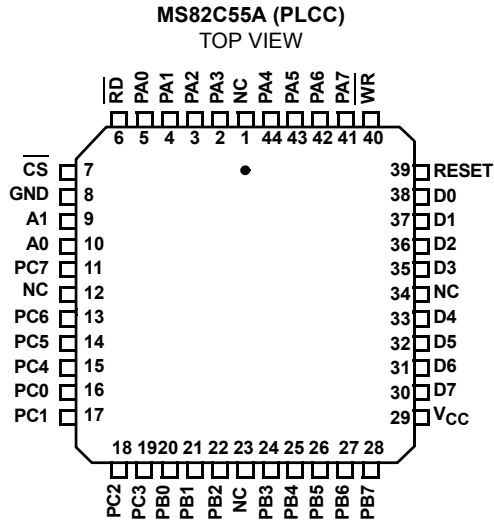 MS82C55A (PLCC)
TOP VIEW
RD PA0 PA1 PA2 PA3 NC PA4 PA5 PA6 PA7 WR
6 5 4 3 2 1 44 43 42 41 40
CS 7 39 RESET
GND 8 38 D0
A1 9 37 D1
A0 10 36 D2
PC7 11 35 D3
NC 12 34 NC
PC6 13 33 D4
PC5 14 32 D5
PC4 15 31 D6
PC0 16 30 D7
PC1 17 29 VCC
18 19 20 21 22 23 24 25 26 27 28
PC2 PC3 PB0 PB1 PB2 NC PB3 PB4 PB5 PB6 PB7